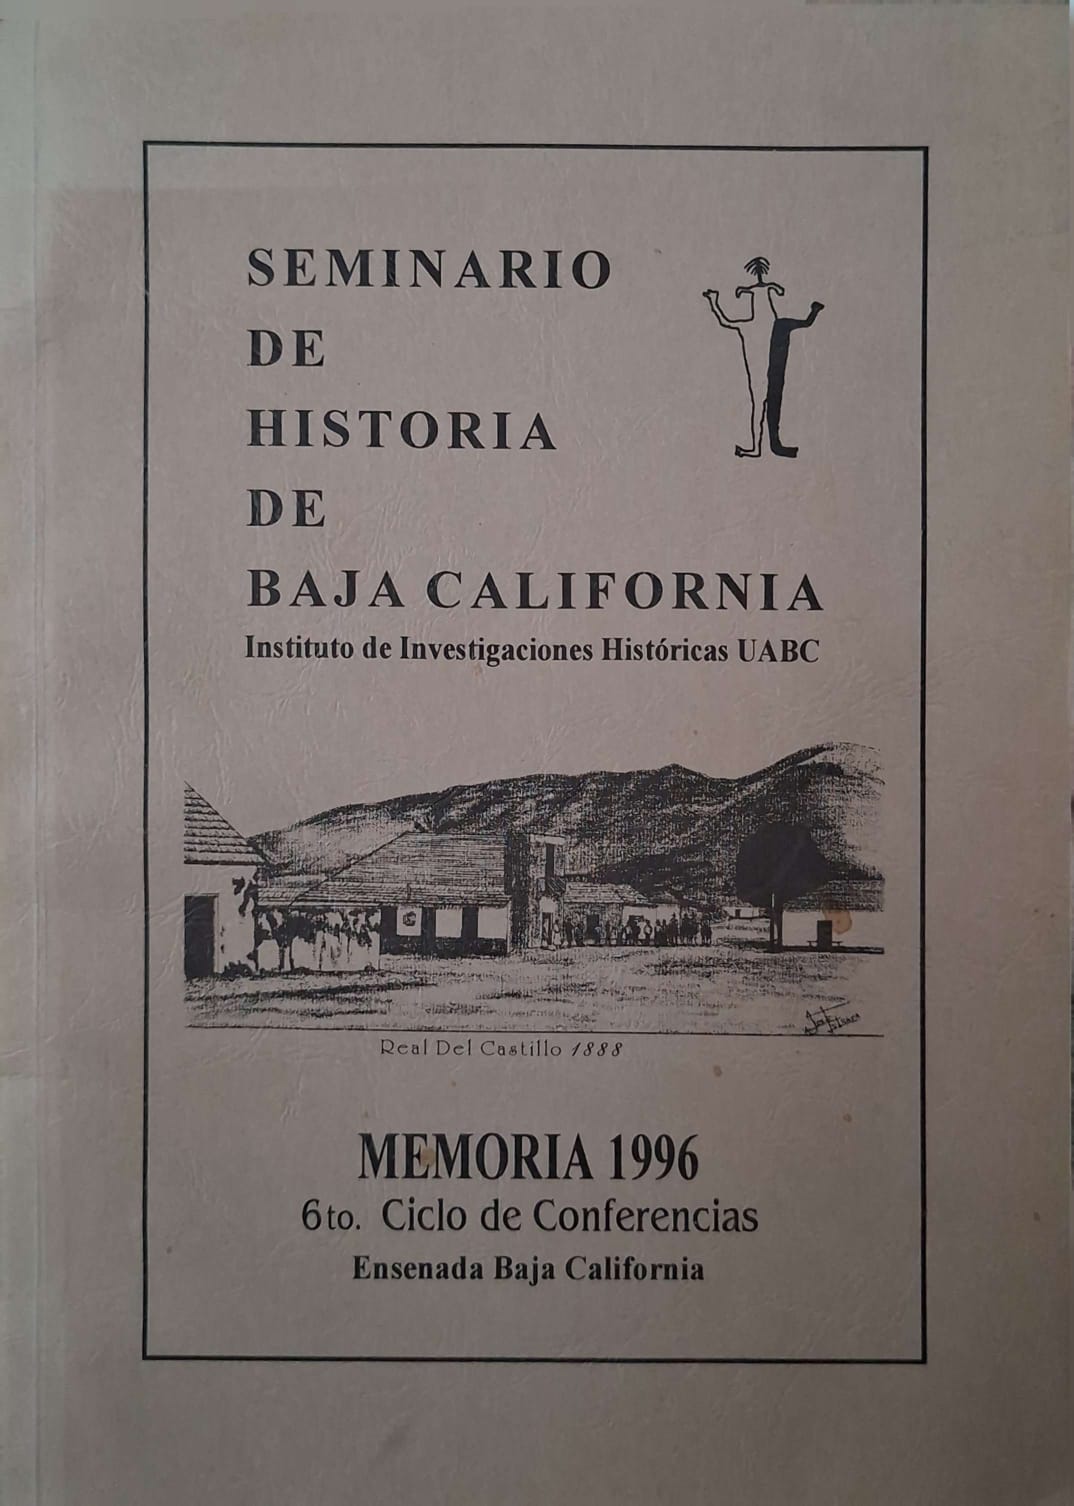 SEMINARIO
DE
HISTORIA
DE
BAJA CALIFORNIA
Instituto de Investigaciones Históricas UABC
Real Del Castillo 1888
MEMORIA 1996
6to. Ciclo de Conferencias
Ensenada Baja California